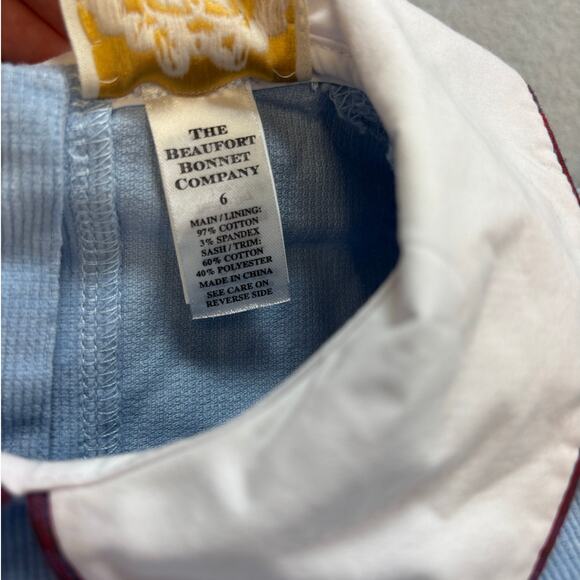 THE
BEAUFORT
BONNET
COMPANY
6
MAIN / LINING:
97% COTTON
3% SPANDEX
SASH / TRIM:
60% COTTON
40% POLYESTER
MADE IN CHINA
SEE CARE ON
REVERSE SIDE